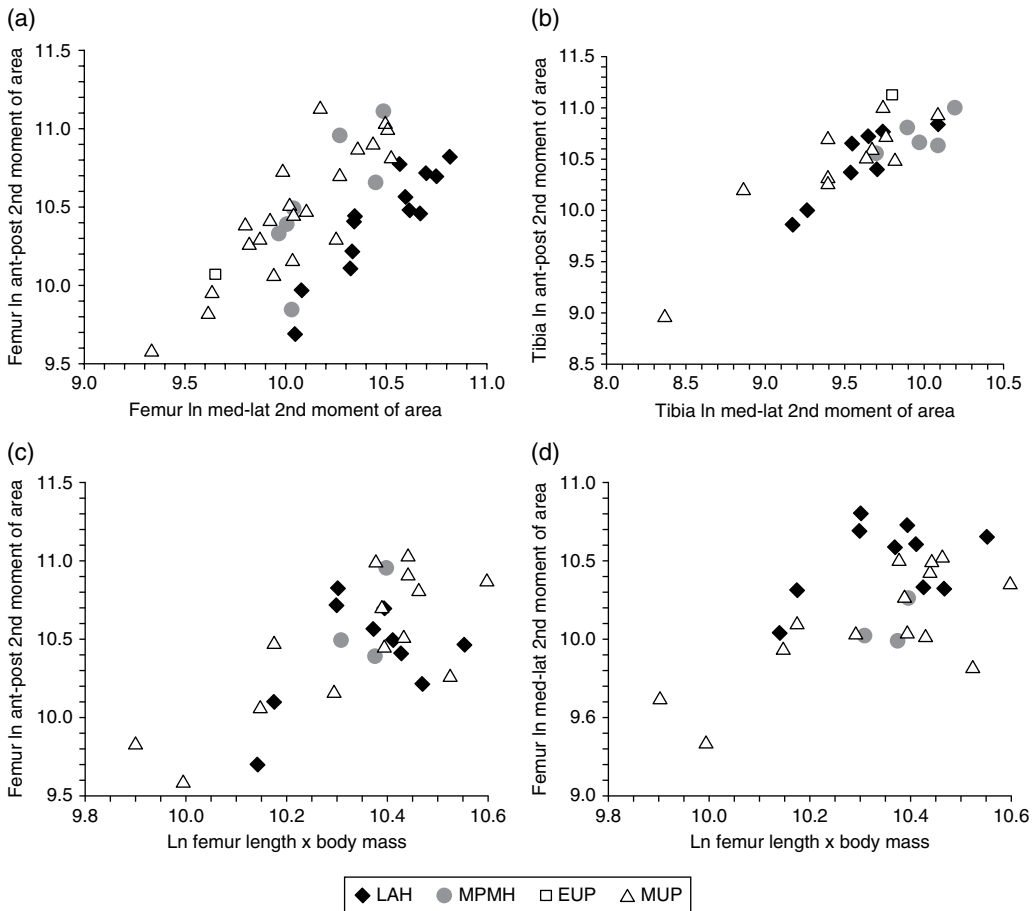 (a)
11.5
11.0
10.5
10.0
9.5
9.0 9.5 10.0 10.5 11.0
Femur ln ant-post 2nd moment of area
Femur ln med-lat 2nd moment of area
(b)
11.5
11.0
10.5
10.0
9.5
9.0
8.5
8.0 8.5 9.0 9.5 10.0 10.5
Tibia ln ant-post 2nd moment of area
Tibia ln med-lat 2nd moment of area
(c)
11.5
11.0
10.5
10.0
9.5
9.8 10.0 10.2 10.4 10.6
Femur ln ant-post 2nd moment of area
Ln femur length x body mass
(d)
11.0
10.5
10.0
9.6
9.0
9.8 10.0 10.2 10.4 10.6
Femur ln med-lat 2nd moment of area
Ln femur length x body mass
LAH MPMH EUP MUP